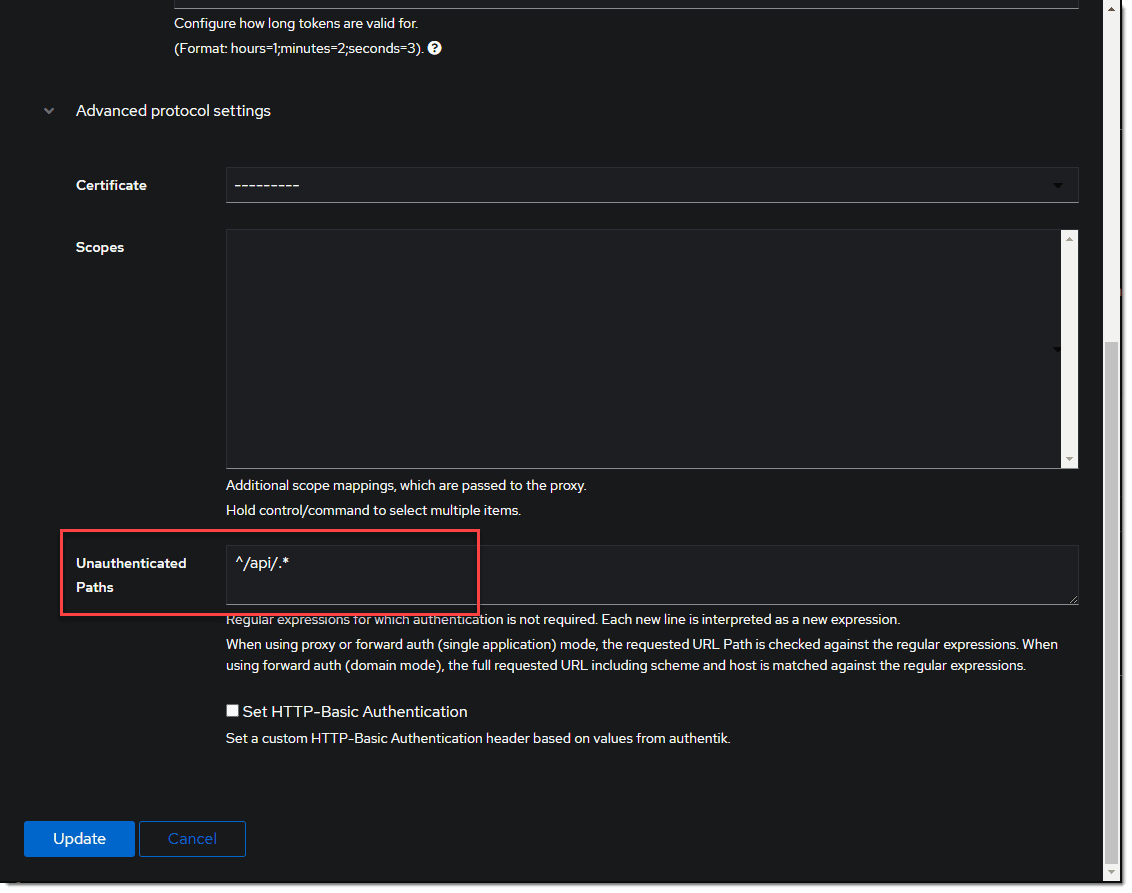 Configure how long tokens are valid for.
(Format: hours=1;minutes=2;seconds=3). ?
Advanced protocol settings
Certificate
---------
Scopes
Additional scope mappings, which are passed to the proxy.
Hold control/command to select multiple items.
Unauthenticated
Paths
^/api/.*
Regular expressions for which authentication is not required. Each new line is interpreted as a new expression.
When using proxy or forward auth (single application) mode, the requested URL Path is checked against the regular expressions. When
using forward auth (domain mode), the full requested URL including scheme and host is matched against the regular expressions.
Set HTTP-Basic Authentication
Set a custom HTTP-Basic Authentication header based on values from authentik.
Update
Cancel